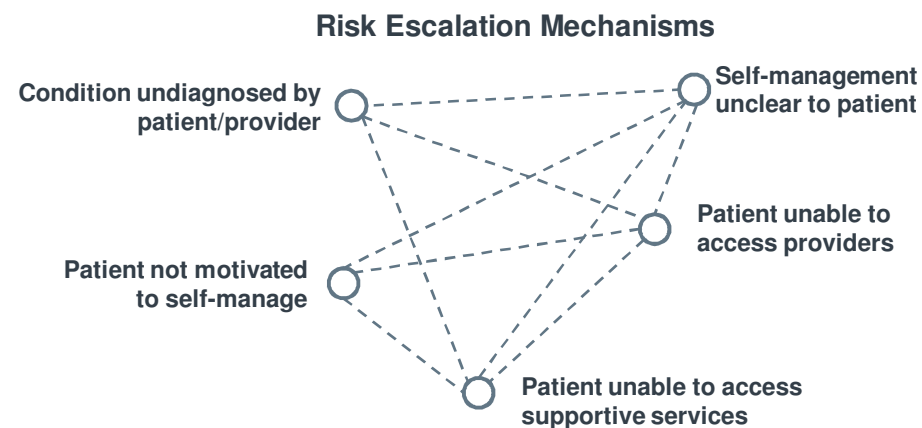 Risk Escalation Mechanisms
Condition undiagnosed by
patient/provider
Self-management
unclear to patient
Patient unable to
access providers
Patient not motivated
to self-manage
Patient unable to access
supportive services